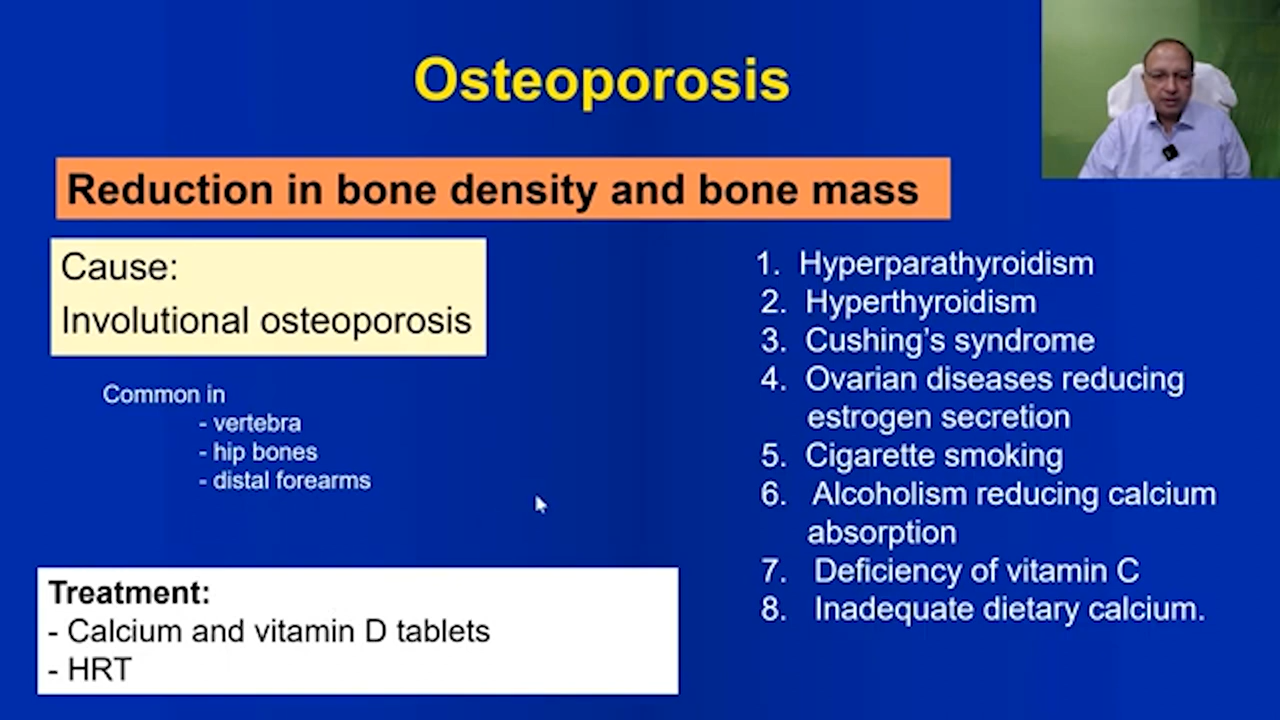 Osteoporosis
Reduction in bone density and bone mass
Cause:
Involutional osteoporosis
Common in
- vertebra
- hip bones
- distal forearms
Treatment:
- Calcium and vitamin D tablets
- HRT
1. Hyperparathyroidism
2. Hyperthyroidism
3. Cushing’s syndrome
4. Ovarian diseases reducing
estrogen secretion
5. Cigarette smoking
6. Alcoholism reducing calcium
absorption
7. Deficiency of vitamin C
8. Inadequate dietary calcium.